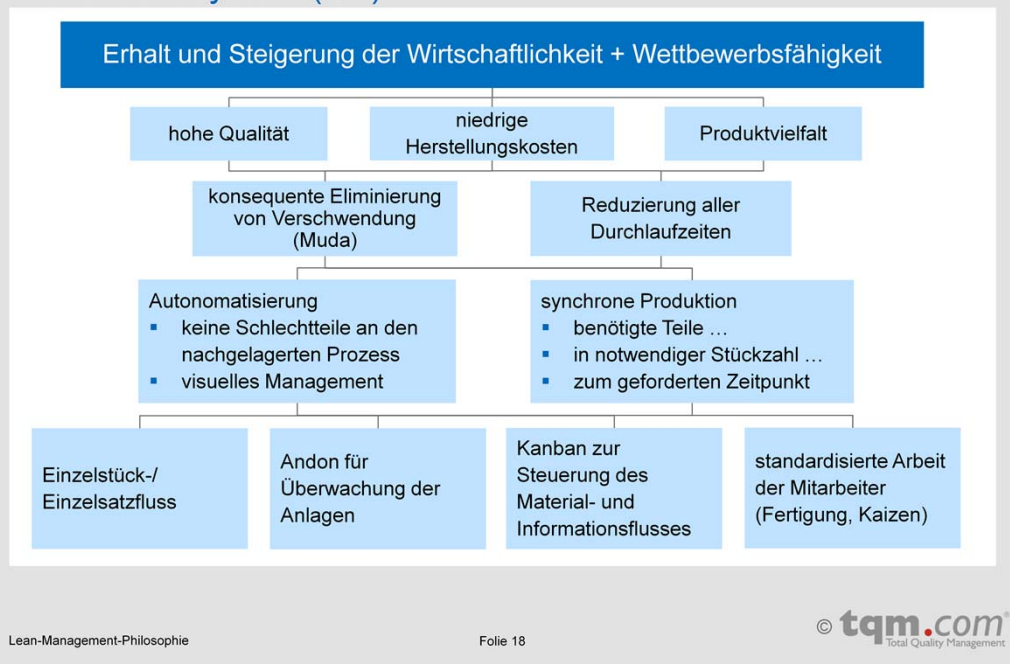 Erhalt und Steigerung der Wirtschaftlichkeit + Wettbewerbsfähigkeit
hohe Qualität
niedrige
Herstellungskosten
Produktvielfalt
konsequente Eliminierung
von Verschwendung
(Muda)
Reduzierung aller
Durchlaufzeiten
Autonomatisierung
▪ keine Schlechtteile an den
nachgelagerten Prozess
▪ visuelles Management
synchrone Produktion
▪ benötigte Teile …
▪ in notwendiger Stückzahl …
▪ zum geforderten Zeitpunkt
Einzelstück-/
Einzelsatzfluss
Andon für
Überwachung der
Anlagen
Kanban zur
Steuerung des
Material- und
Informationsflusses
standardisierte Arbeit
der Mitarbeiter
(Fertigung, Kaizen)
Lean-Management-Philosophie
Folie 18
© tqm.com®
Total Quality Management